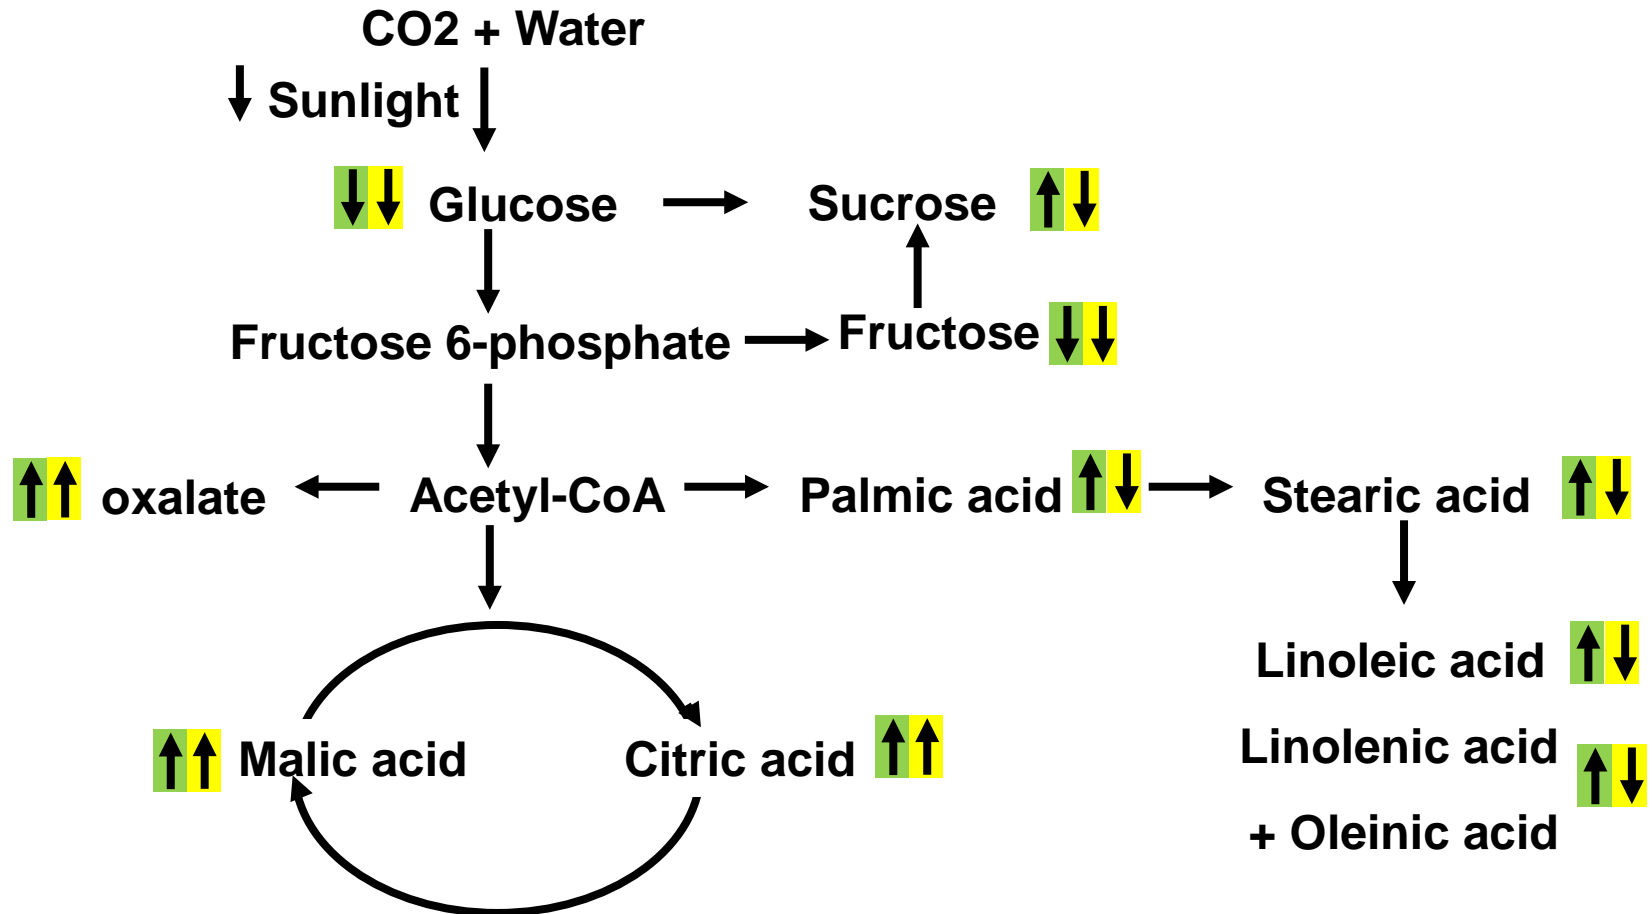 CO2 + Water
Sunlight
Glucose
Sucrose
Fructose 6-phosphate
Fructose
oxalate
Acetyl-CoA
Palmic acid
Stearic acid
Linoleic acid
Linolenic acid
+ Oleinic acid
Malic acid
Citric acid